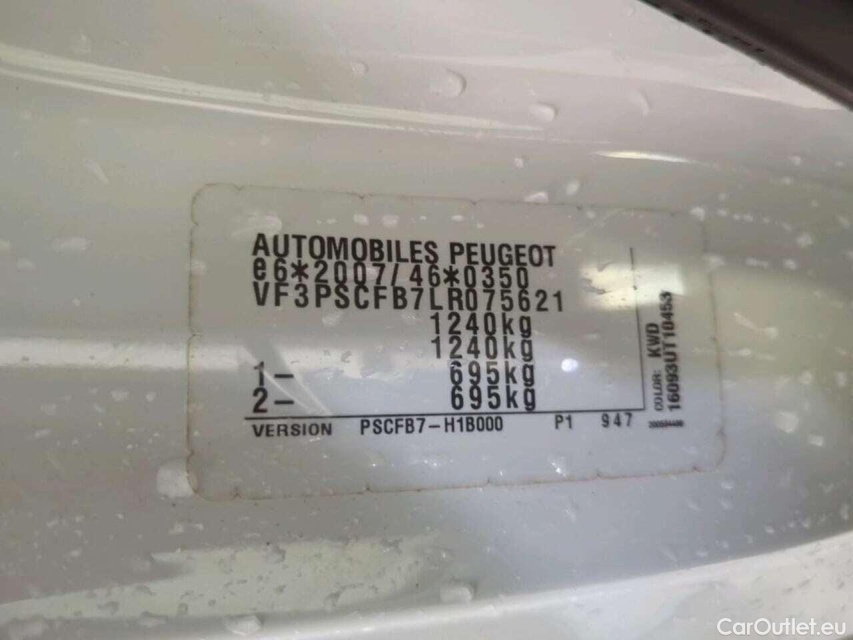 AUTOMOBILES PEUGEOT
e6*2007/46*0350
VF3PSCFB7LR075621
1240kg
1240kg
1- 695kg
2- 695kg
VERSION PSCFB7-H1B000 P1 947
COLOR: KWD
16093UT10453
CarOutlet.eu